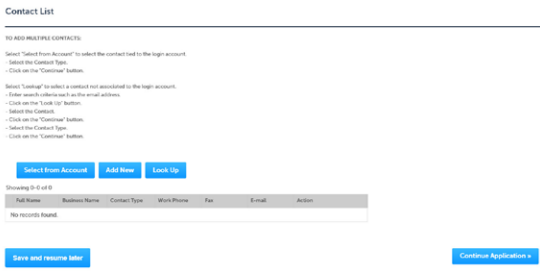 Contact List
TO ADD MULTIPLE CONTACTS:
Select "Select from Account" to select the contact tied to the login account.
- Select the Contact Type.
- Click on the "Continue" button.
Select "Lookup" to select a contact not associated to the login account.
- Enter search criteria such as the email address.
- Click on the "Look Up" button.
- Select the Contact.
- Click on the "Continue" button.
- Select the Contact Type.
- Click on the "Continue" button.
Select from Account Add New Look Up
Showing 0-0 of 0
Full Name Business Name Contact Type Work Phone Fax E-mail Action
No records found.
Save and resume later Continue Application »